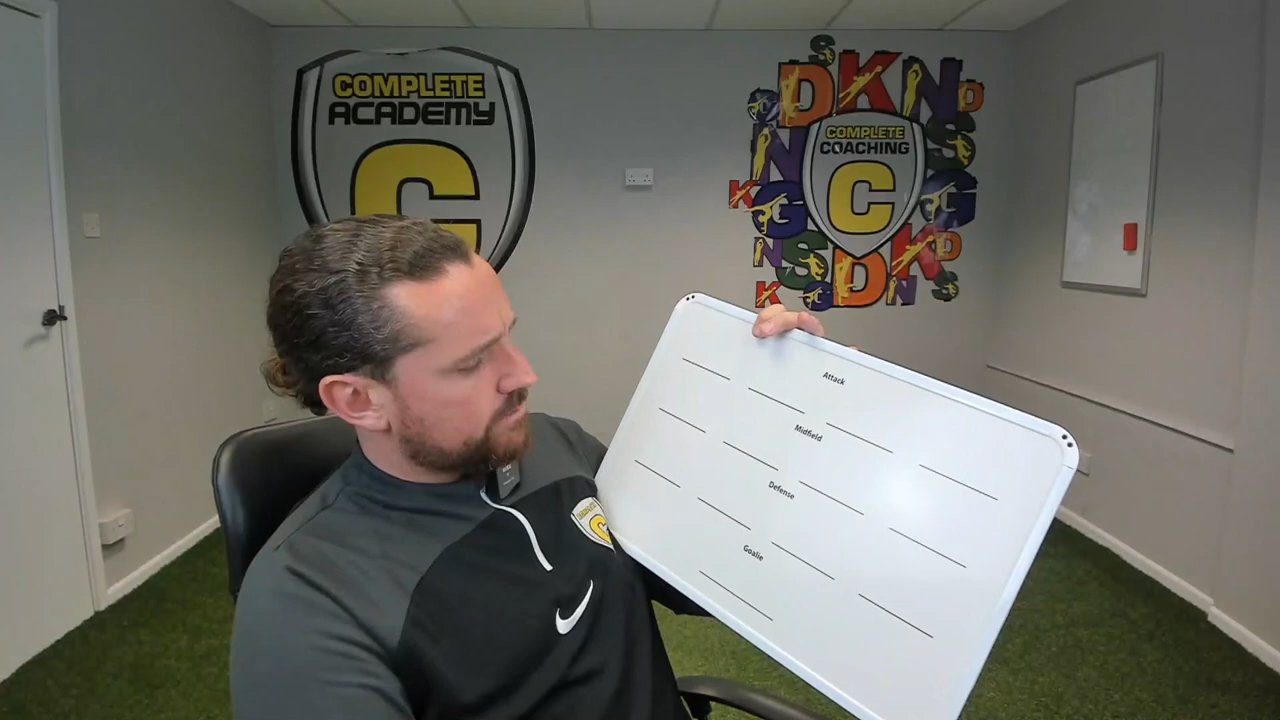 COMPLETE
ACADEMY
C
S
D K N D
N S
K G G
N S K D
K G D N S
COMPLETE
COACHING
C
Attack
Midfield
Defense
Goalie